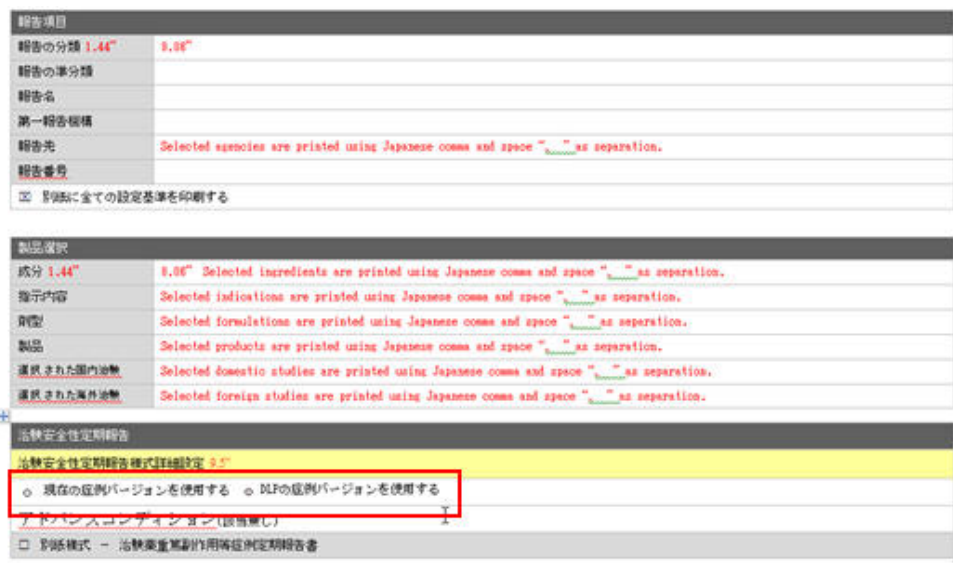 報告項目
報告の分類 1.44" 8.06"
報告の準分類
報告名
第一報告機構
報告先 Selected agencies are printed using Japanese comma and space "、 " as separation.
報告番号
☒ 別紙に全ての設定基準を印刷する
製品選択
成分 1.44" 8.06" Selected ingredients are printed using Japanese comma and space "、 " as separation.
指示内容 Selected indications are printed using Japanese comma and space "、 " as separation.
剤型 Selected formulations are printed using Japanese comma and space "、 " as separation.
製品 Selected products are printed using Japanese comma and space "、 " as separation.
選択された国内治験 Selected domestic studies are printed using Japanese comma and space "、 " as separation.
選択された海外治験 Selected foreign studies are printed using Japanese comma and space "、 " as separation.
治験安全性定期報告
治験安全性定期報告様式詳細設定 9.5"
○ 現在の症例バージョンを使用する ○ DLPの症例バージョンを使用する
アドバンスコンディション(該当無し)
☐ 別紙様式 - 治験薬重篤副作用等症例定期報告書